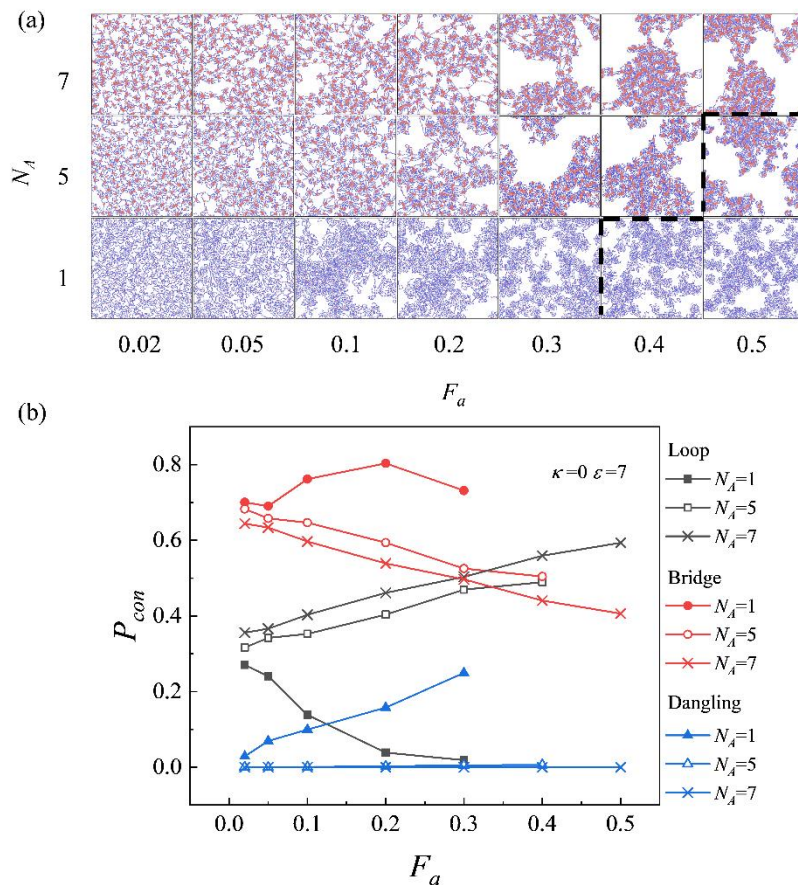 (a)
7
N_A 5
1
0.02 0.05 0.1 0.2 0.3 0.4 0.5
F_a
(b)
κ=0 ε=7
P_con
0.8
0.6
0.4
0.2
0.0
0.0 0.1 0.2 0.3 0.4 0.5
F_a
Loop
N_A=1
N_A=5
N_A=7
Bridge
N_A=1
N_A=5
N_A=7
Dangling
N_A=1
N_A=5
N_A=7